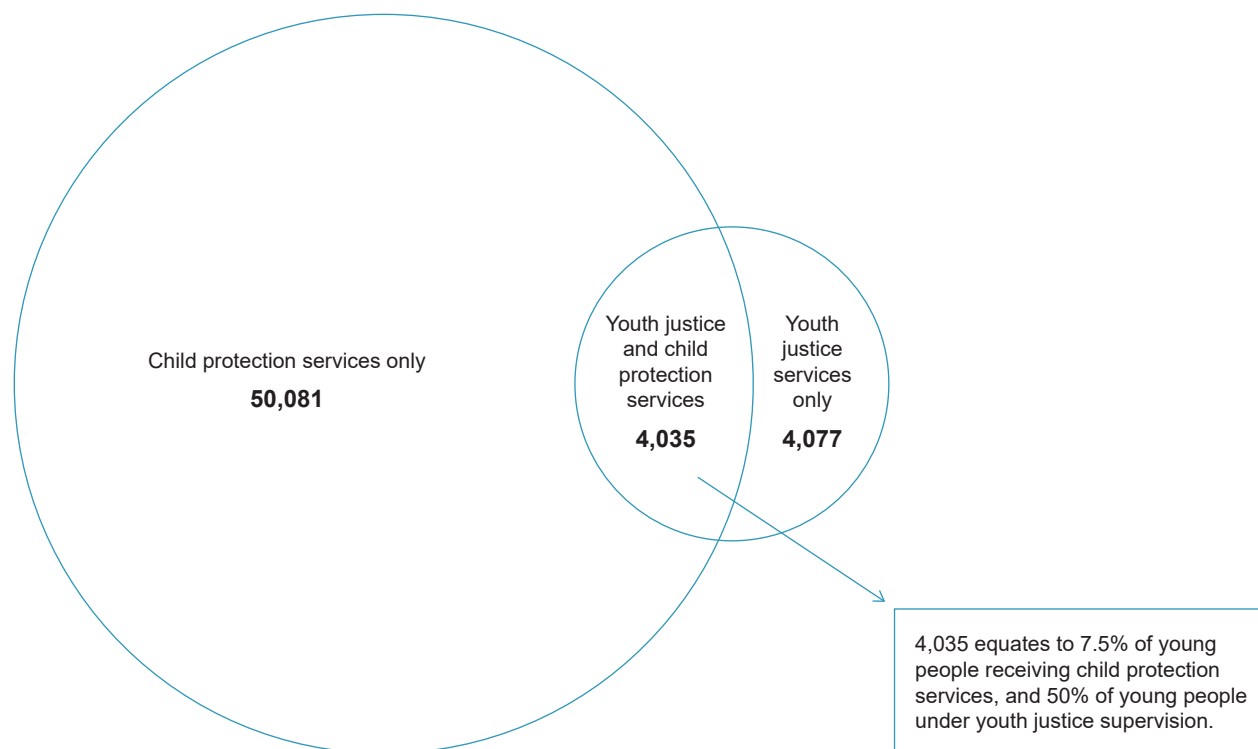 Child protection services only
50,081
Youth justice
and child
protection
services
4,035
Youth
justice
services
only
4,077
4,035 equates to 7.5% of young
people receiving child protection
services, and 50% of young people
under youth justice supervision.